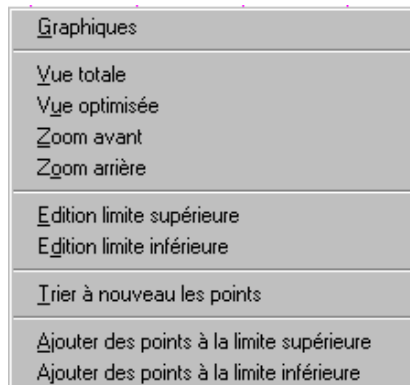 Graphiques
Vue totale
Vue optimisée
Zoom avant
Zoom arrière
Edition limite supérieure
Edition limite inférieure
Trier à nouveau les points
Ajouter des points à la limite supérieure
Ajouter des points à la limite inférieure